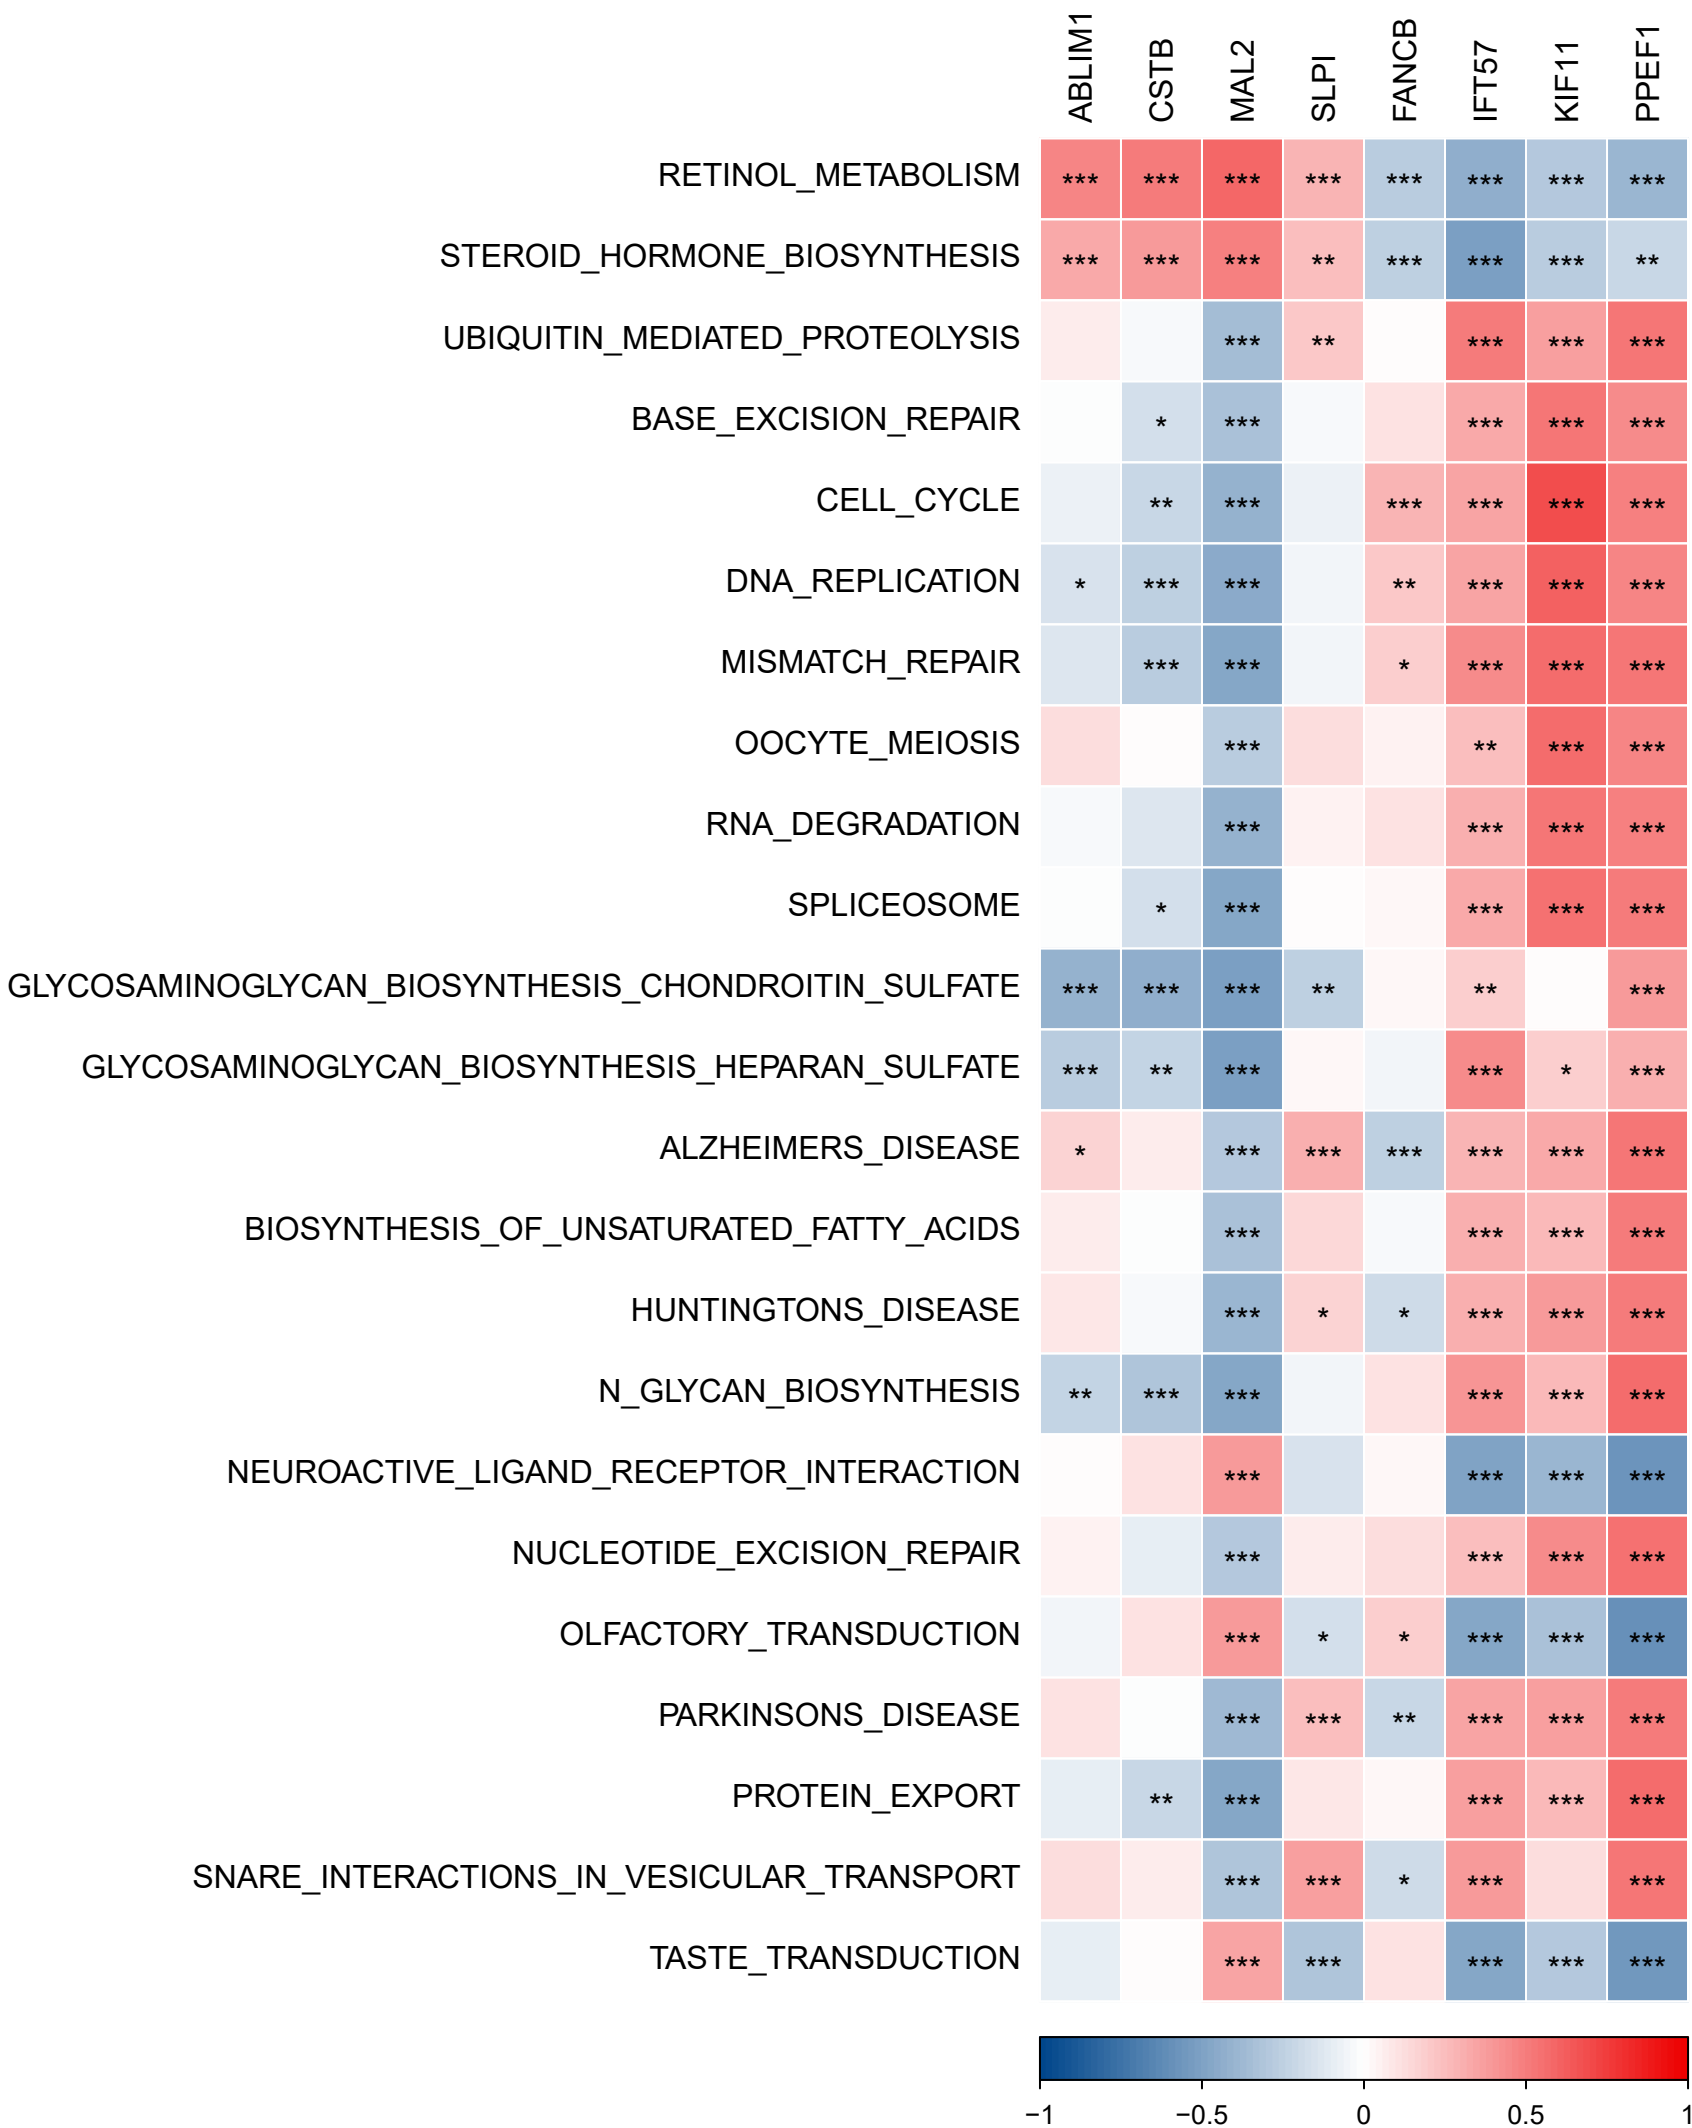 ABLIM1 CSTB MAL2 SLPI FANCB IFT57 KIF11 PPEF1
RETINOL_METABOLISM *** *** *** *** *** *** *** ***
STEROID_HORMONE_BIOSYNTHESIS *** *** *** ** *** *** *** **
UBIQUITIN_MEDIATED_PROTEOLYSIS *** ** *** *** ***
BASE_EXCISION_REPAIR * *** *** *** ***
CELL_CYCLE ** *** *** *** *** ***
DNA_REPLICATION * *** *** ** *** *** ***
MISMATCH_REPAIR *** *** * *** *** ***
OOCYTE_MEIOSIS *** ** *** ***
RNA_DEGRADATION *** *** *** ***
SPLICEOSOME * *** *** *** ***
GLYCOSAMINOGLYCAN_BIOSYNTHESIS_CHONDROITIN_SULFATE *** *** *** ** ** ***
GLYCOSAMINOGLYCAN_BIOSYNTHESIS_HEPARAN_SULFATE *** ** *** *** * ***
ALZHEIMERS_DISEASE * *** *** *** *** *** ***
BIOSYNTHESIS_OF_UNSATURATED_FATTY_ACIDS *** *** *** ***
HUNTINGTONS_DISEASE *** * * *** *** ***
N_GLYCAN_BIOSYNTHESIS ** *** *** *** *** ***
NEUROACTIVE_LIGAND_RECEPTOR_INTERACTION *** *** *** ***
NUCLEOTIDE_EXCISION_REPAIR *** *** *** ***
OLFACTORY_TRANSDUCTION *** * * *** *** ***
PARKINSONS_DISEASE *** *** ** *** *** ***
PROTEIN_EXPORT ** *** *** *** ***
SNARE_INTERACTIONS_IN_VESICULAR_TRANSPORT *** *** * *** ***
TASTE_TRANSDUCTION *** *** *** *** ***
−1 −0.5 0 0.5 1